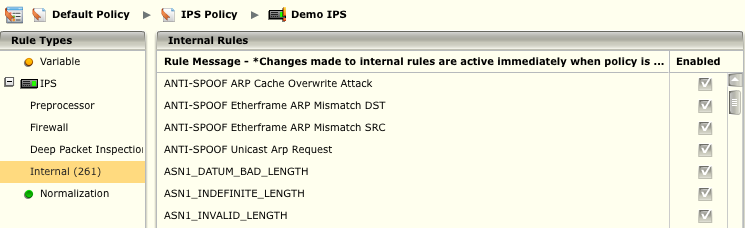 Default Policy IPS Policy Demo IPS
Rule Types
Variable
IPS
Preprocessor
Firewall
Deep Packet Inspection
Internal (261)
Normalization
Internal Rules
Rule Message - *Changes made to internal rules are active immediately when policy is ... Enabled
ANTI-SPOOF ARP Cache Overwrite Attack
ANTI-SPOOF Etherframe ARP Mismatch DST
ANTI-SPOOF Etherframe ARP Mismatch SRC
ANTI-SPOOF Unicast Arp Request
ASN1_DATUM_BAD_LENGTH
ASN1_INDEFINITE_LENGTH
ASN1_INVALID_LENGTH